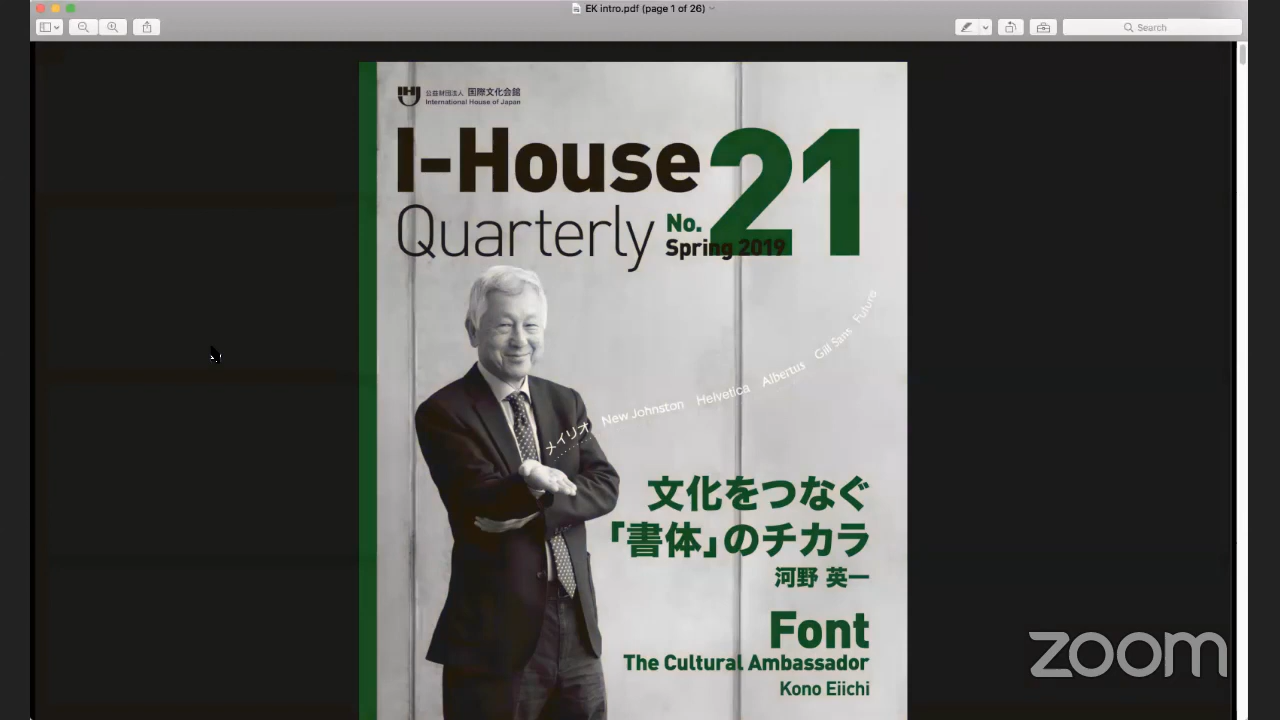 EK intro.pdf (page 1 of 26)
Search
IHJ
公益財団法人 国際文化会館
International House of Japan
I-House
Quarterly
No. 21
Spring 2019
メイリオ New Johnston Helvetica Albertus Gill Sans Futura
文化をつなぐ
「書体」のチカラ
河野 英一
Font
The Cultural Ambassador
Kono Eiichi
zoom